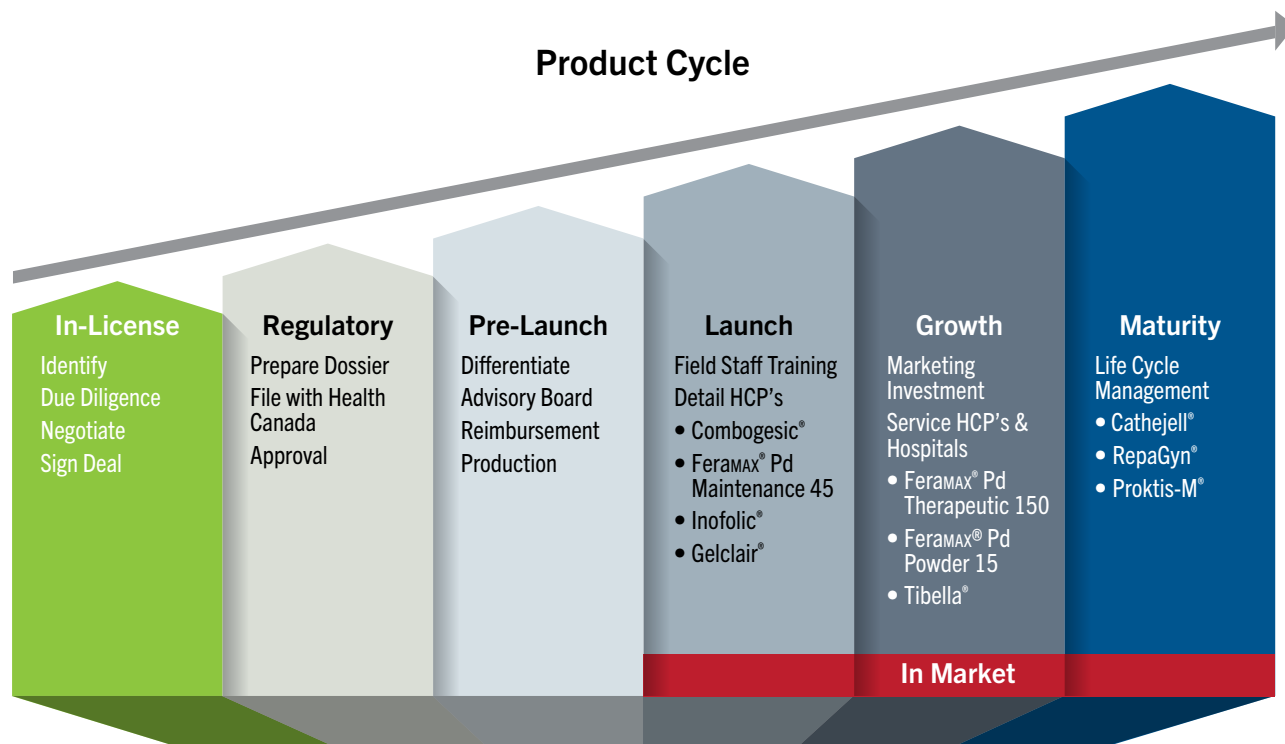 Product Cycle
In-License
Identify
Due Diligence
Negotiate
Sign Deal
Regulatory
Prepare Dossier
File with Health
Canada
Approval
Pre-Launch
Differentiate
Advisory Board
Reimbursement
Production
Launch
Field Staff Training
Detail HCP's
• Combogesic®
• FeraMAX® Pd
Maintenance 45
• Inofolic®
• Gelclair®
Growth
Marketing
Investment
Service HCP's &
Hospitals
• FeraMAX® Pd
Therapeutic 150
• FeraMAX® Pd
Powder 15
• Tibella®
Maturity
Life Cycle
Management
• Cathejell®
• RepaGyn®
• Proktis-M®
In Market